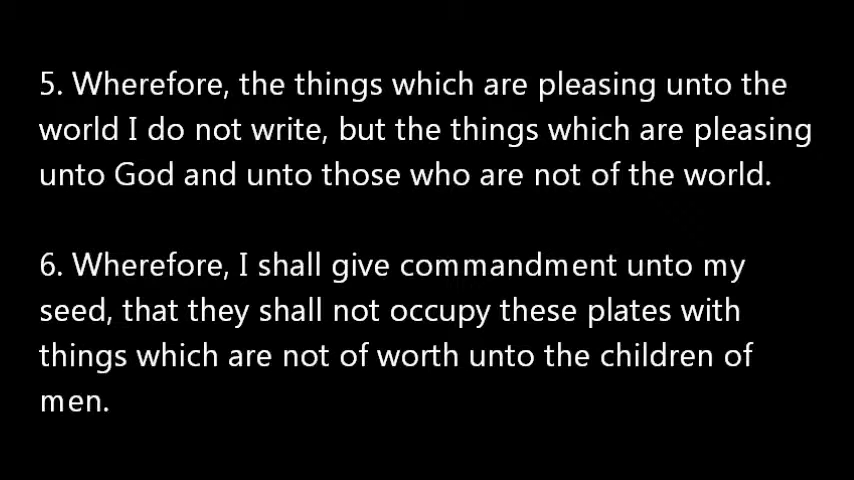 5. Wherefore, the things which are pleasing unto the
world I do not write, but the things which are pleasing
unto God and unto those who are not of the world.
6. Wherefore, I shall give commandment unto my
seed, that they shall not occupy these plates with
things which are not of worth unto the children of
men.